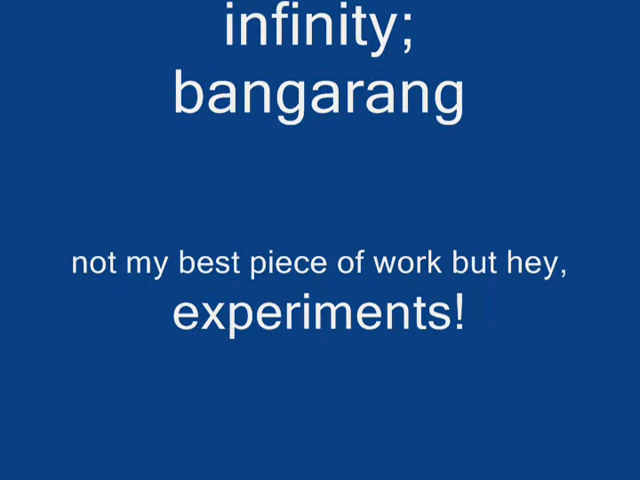 infinity;
bangarang
not my best piece of work but hey,
experiments!